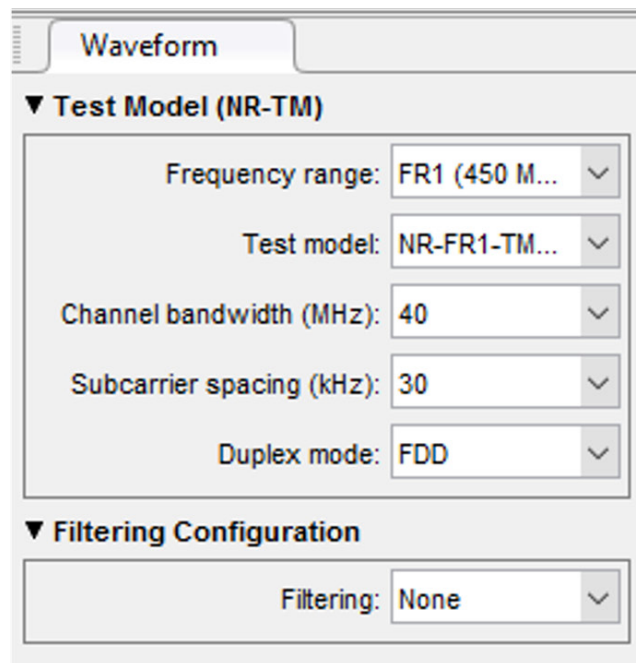 Waveform
▼ Test Model (NR-TM)
Frequency range: FR1 (450 M...
Test model: NR-FR1-TM...
Channel bandwidth (MHz): 40
Subcarrier spacing (kHz): 30
Duplex mode: FDD
▼ Filtering Configuration
Filtering: None